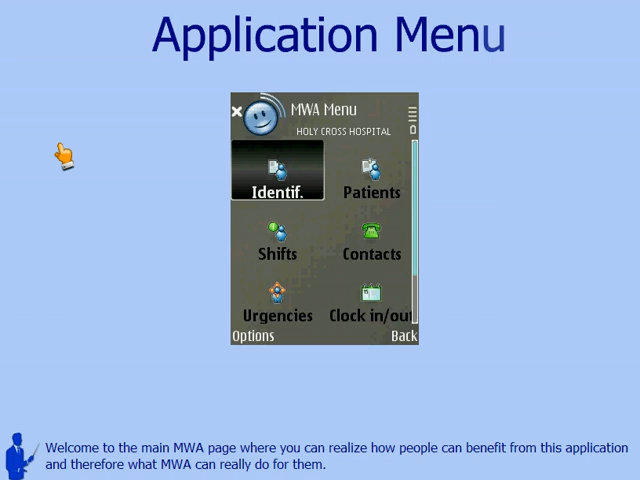 Application Menu
MWA Menu
HOLY CROSS HOSPITAL
Identif. Patients
Shifts Contacts
Urgencies Clock in/out
Options Back
Welcome to the main MWA page where you can realize how people can benefit from this application
and therefore what MWA can really do for them.